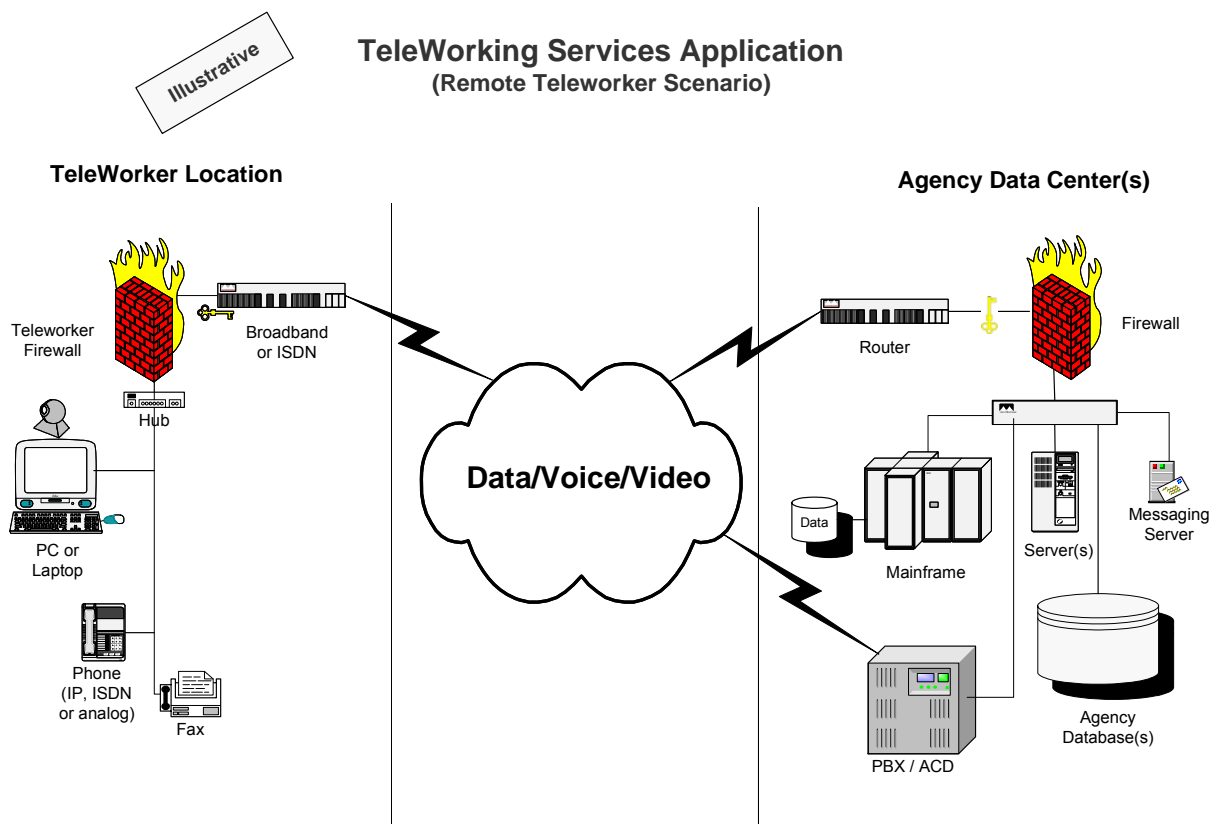 Illustrative
TeleWorking Services Application
(Remote Teleworker Scenario)
TeleWorker Location
Agency Data Center(s)
Teleworker
Firewall
Broadband
or ISDN
Hub
PC or
Laptop
Phone
(IP, ISDN
or analog)
Fax
Data/Voice/Video
Router
Firewall
Data
Mainframe
Server(s)
Messaging
Server
Agency
Database(s)
PBX / ACD